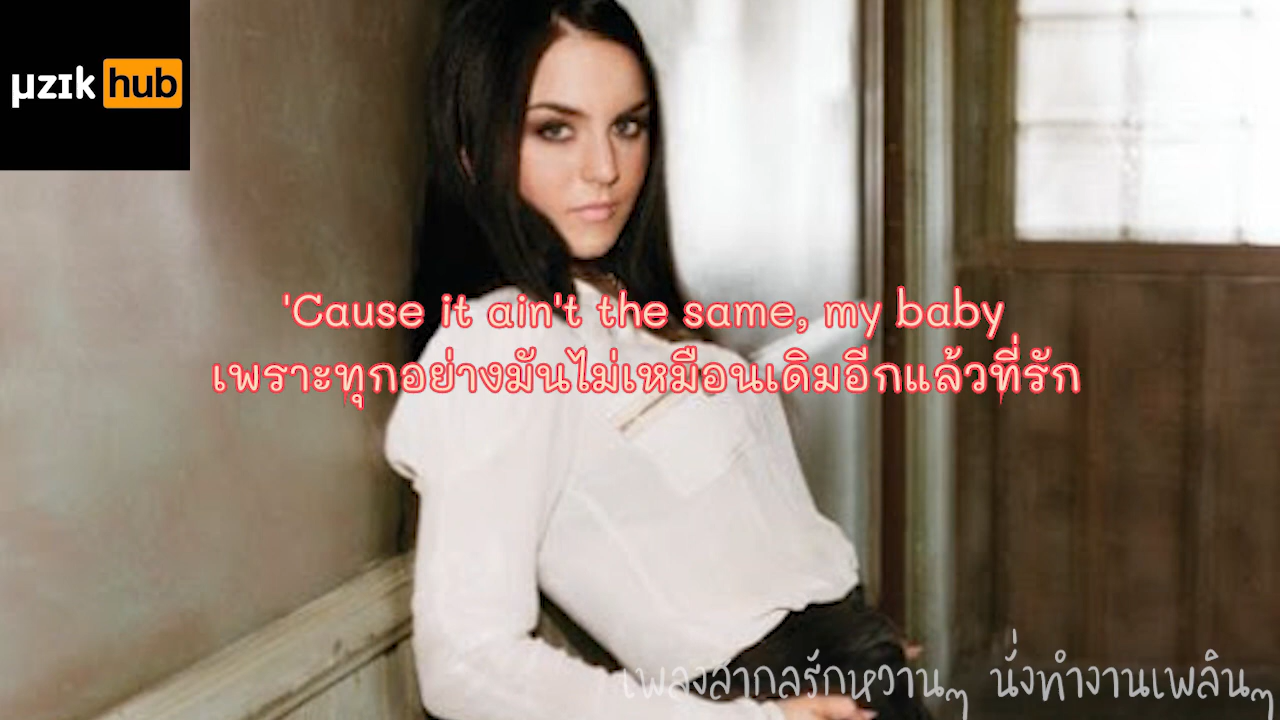 µzık hub
'Cause it ain't the same, my baby
เพราะทุกอย่างมันไม่เหมือนเดิมอีกแล้วที่รัก
เพลงสากลรักหวานๆ นั่งทำงานเพลินๆ